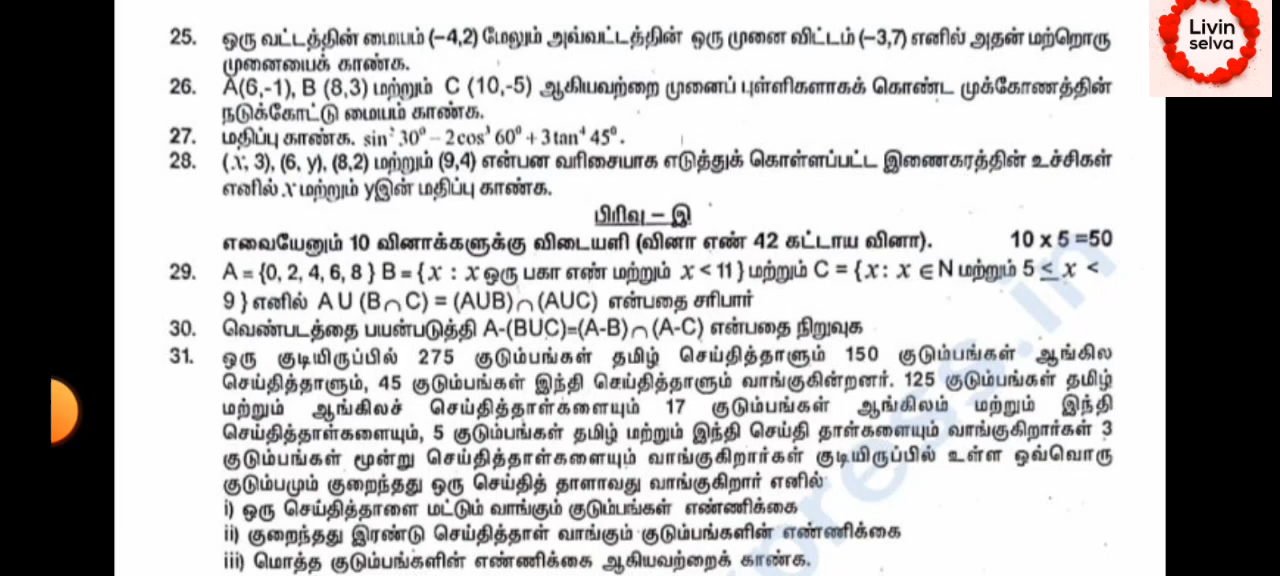 Livin
selva
25. ஒரு வட்டத்தின் மையம் (–4,2) மேலும் அவ்வட்டத்தின் ஒரு முனை விட்டம் (–3,7) எனில் அதன் மற்றொரு
முனையைக் காண்க.
26. A(6,-1), B (8,3) மற்றும் C (10,-5) ஆகியவற்றை முனைப் புள்ளிகளாகக் கொண்ட முக்கோணத்தின்
நடுக்கோட்டு மையம் காண்க.
27. மதிப்பு காண்க. sin² 30⁰ – 2cos³ 60⁰ + 3 tan⁴ 45⁰.
28. (x, 3), (6, y), (8,2) மற்றும் (9,4) என்பன வரிசையாக எடுத்துக் கொள்ளப்பட்ட இணைகரத்தின் உச்சிகள்
எனில் x மற்றும் yஇன் மதிப்பு காண்க.
பிரிவு – இ
எவையேனும் 10 வினாக்களுக்கு விடையளி (வினா எண் 42 கட்டாய வினா). 10 x 5 =50
29. A = {0, 2, 4, 6, 8 } B = { x : x ஒரு பகா எண் மற்றும் x < 11 } மற்றும் C = {x: x ∈ N மற்றும் 5 ≤ x <
9 } எனில் A U (B∩C) = (AUB)∩(AUC) என்பதை சரிபார்
30. வெண்படத்தை பயன்படுத்தி A-(BUC)=(A-B)∩(A-C) என்பதை நிறுவுக
31. ஒரு குடியிருப்பில் 275 குடும்பங்கள் தமிழ் செய்தித்தாளும் 150 குடும்பங்கள் ஆங்கில
செய்தித்தாளும், 45 குடும்பங்கள் இந்தி செய்தித்தாளும் வாங்குகின்றனர். 125 குடும்பங்கள் தமிழ்
மற்றும் ஆங்கிலச் செய்தித்தாள்களையும் 17 குடும்பங்கள் ஆங்கிலம் மற்றும் இந்தி
செய்தித்தாள்களையும், 5 குடும்பங்கள் தமிழ் மற்றும் இந்தி செய்தி தாள்களையும் வாங்குகிறார்கள் 3
குடும்பங்கள் மூன்று செய்தித்தாள்களையும் வாங்குகிறார்கள் குடியிருப்பில் உள்ள ஒவ்வொரு
குடும்பமும் குறைந்தது ஒரு செய்தித் தாளாவது வாங்குகிறார் எனில்
i) ஒரு செய்தித்தாளை மட்டும் வாங்கும் குடும்பங்கள் எண்ணிக்கை
ii) குறைந்தது இரண்டு செய்தித்தாள் வாங்கும் குடும்பங்களின் எண்ணிக்கை
iii) மொத்த குடும்பங்களின் எண்ணிக்கை ஆகியவற்றைக் காண்க.